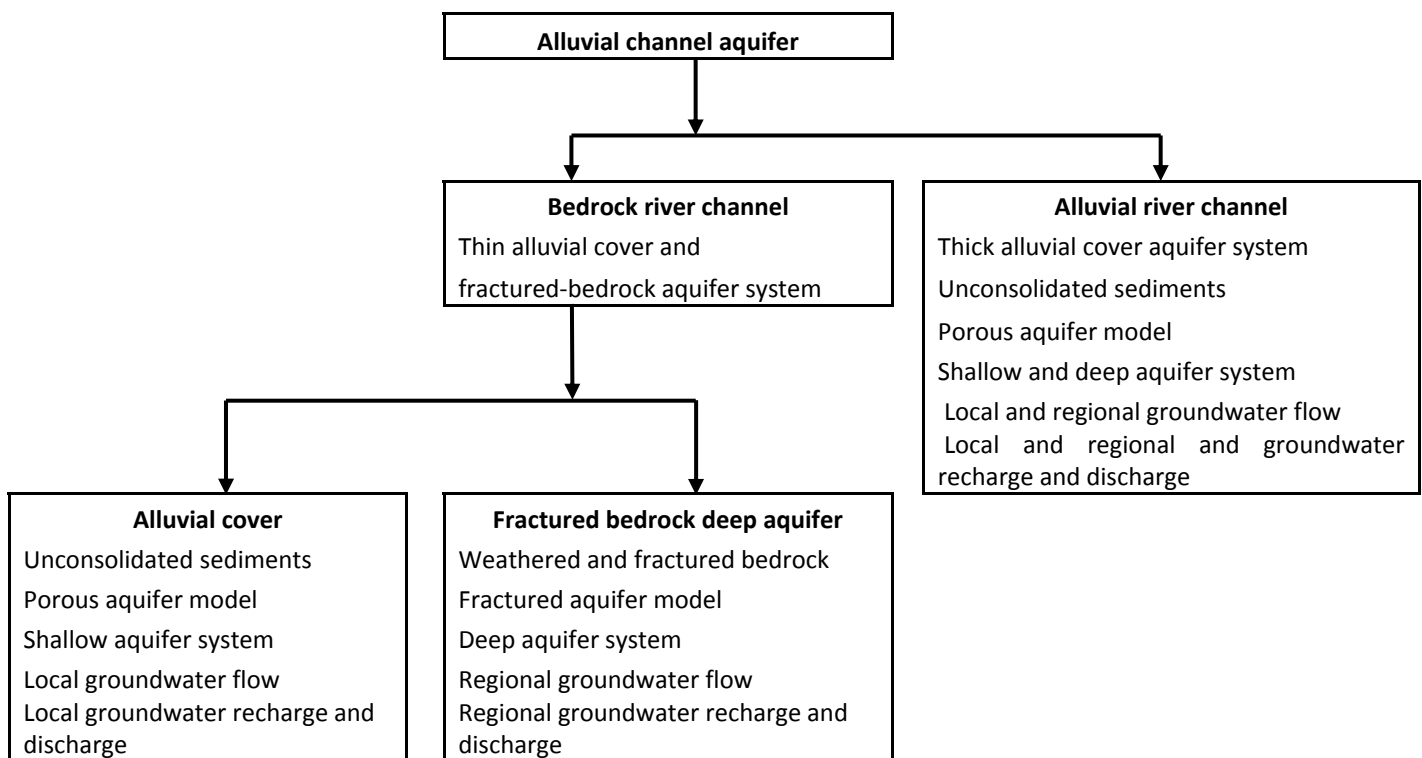 Alluvial channel aquifer
Bedrock river channel
Thin alluvial cover and
fractured-bedrock aquifer system
Alluvial river channel
Thick alluvial cover aquifer system
Unconsolidated sediments
Porous aquifer model
Shallow and deep aquifer system
Local and regional groundwater flow
Local and regional and groundwater
recharge and discharge
Alluvial cover
Unconsolidated sediments
Porous aquifer model
Shallow aquifer system
Local groundwater flow
Local groundwater recharge and
discharge
Fractured bedrock deep aquifer
Weathered and fractured bedrock
Fractured aquifer model
Deep aquifer system
Regional groundwater flow
Regional groundwater recharge and
discharge